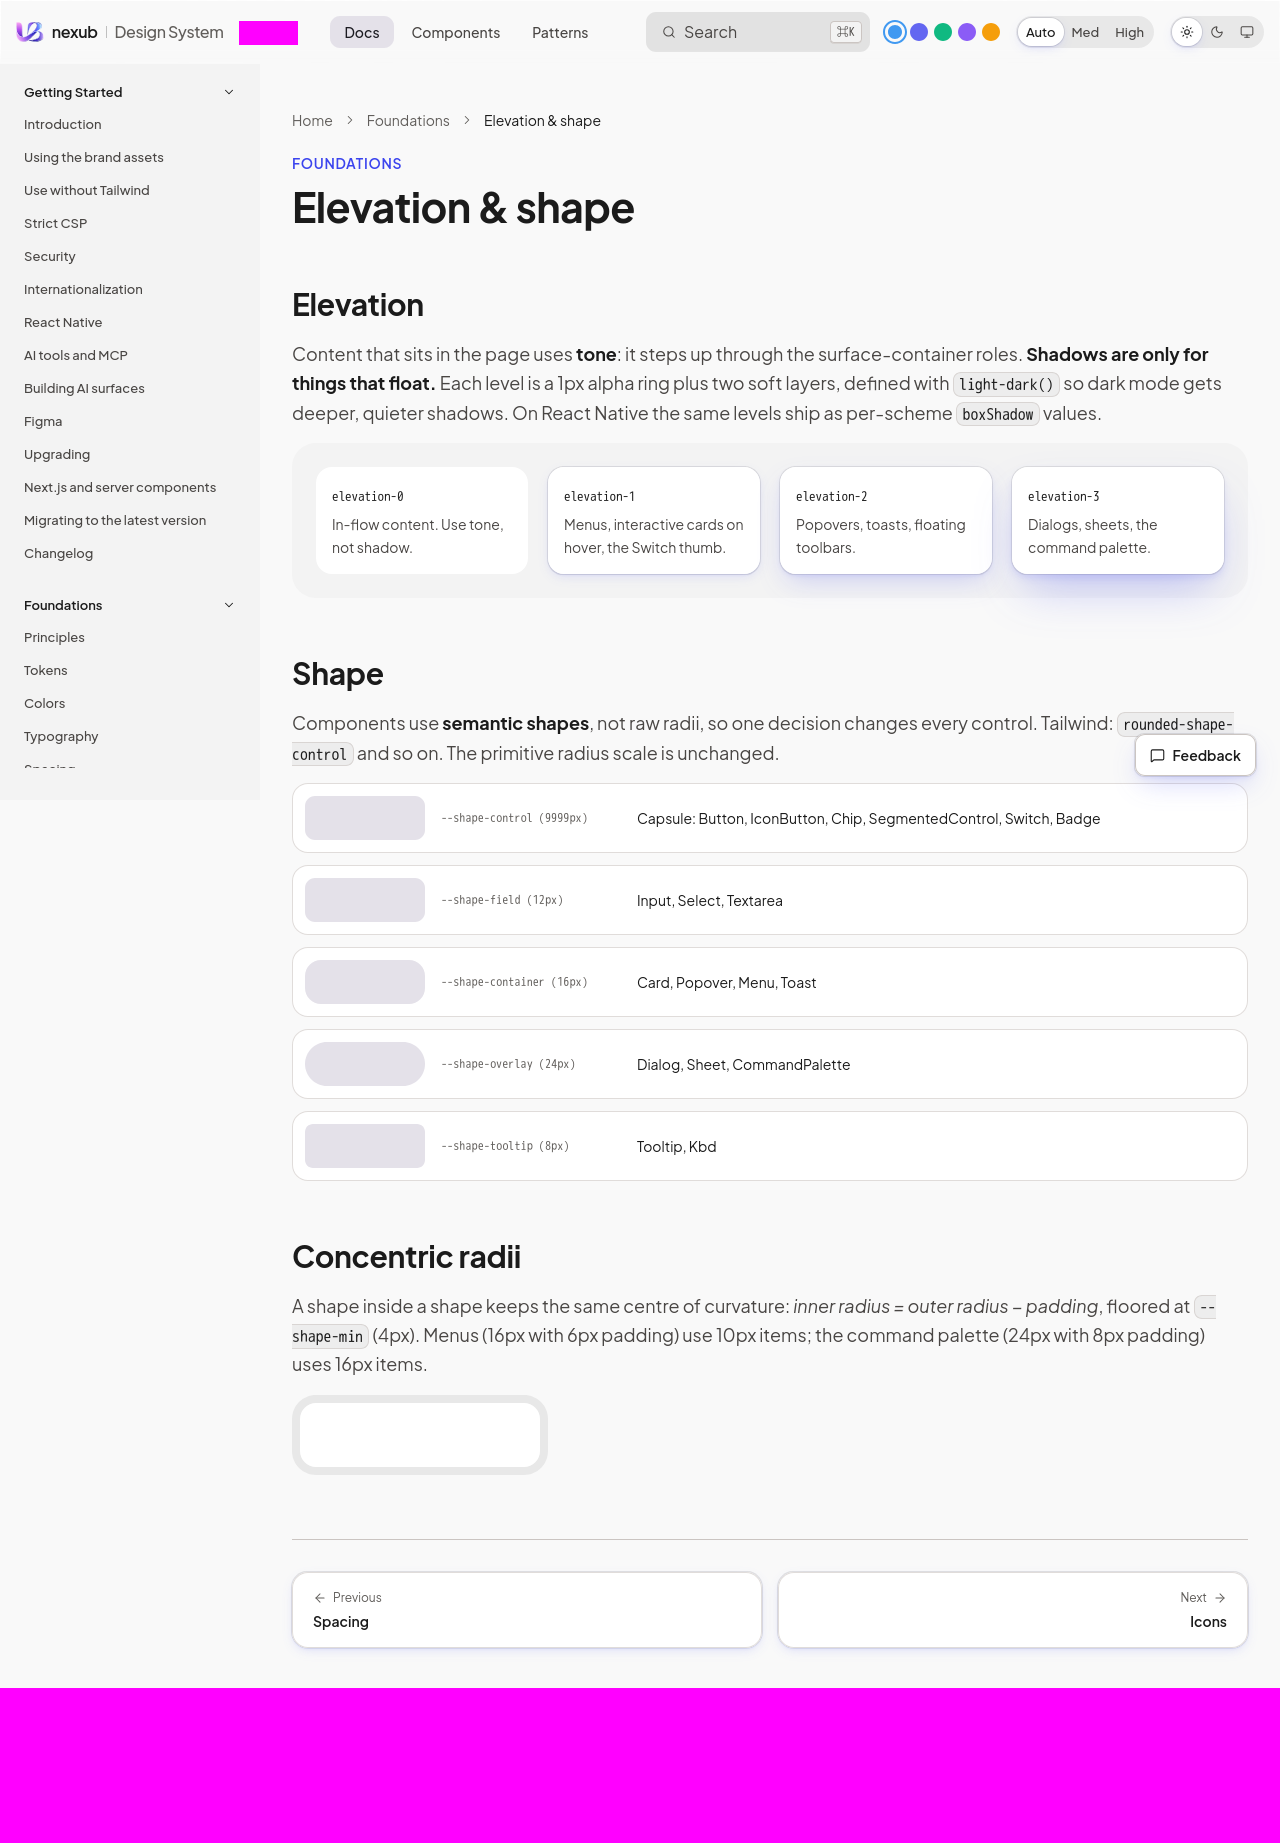 nexub
Design System
Docs
Components
Patterns
Search
⌘K
Auto
Med
High
Getting Started
Introduction
Using the brand assets
Use without Tailwind
Strict CSP
Security
Internationalization
React Native
AI tools and MCP
Building AI surfaces
Figma
Upgrading
Next.js and server components
Migrating to the latest version
Changelog
Foundations
Principles
Tokens
Colors
Typography
Spacing
Home
Foundations
Elevation & shape
FOUNDATIONS
Elevation & shape
Elevation
Content that sits in the page uses tone: it steps up through the surface-container roles. Shadows are only for
things that float. Each level is a 1px alpha ring plus two soft layers, defined with light-dark() so dark mode gets
deeper, quieter shadows. On React Native the same levels ship as per-scheme boxShadow values.
elevation-0
In-flow content. Use tone,
not shadow.
elevation-1
Menus, interactive cards on
hover, the Switch thumb.
elevation-2
Popovers, toasts, floating
toolbars.
elevation-3
Dialogs, sheets, the
command palette.
Shape
Components use semantic shapes, not raw radii, so one decision changes every control. Tailwind: rounded-shape-
control and so on. The primitive radius scale is unchanged.
Feedback
--shape-control (9999px)
Capsule: Button, IconButton, Chip, SegmentedControl, Switch, Badge
--shape-field (12px)
Input, Select, Textarea
--shape-container (16px)
Card, Popover, Menu, Toast
--shape-overlay (24px)
Dialog, Sheet, CommandPalette
--shape-tooltip (8px)
Tooltip, Kbd
Concentric radii
A shape inside a shape keeps the same centre of curvature: inner radius = outer radius − padding, floored at --
shape-min (4px). Menus (16px with 6px padding) use 10px items; the command palette (24px with 8px padding)
uses 16px items.
Previous
Spacing
Next
Icons